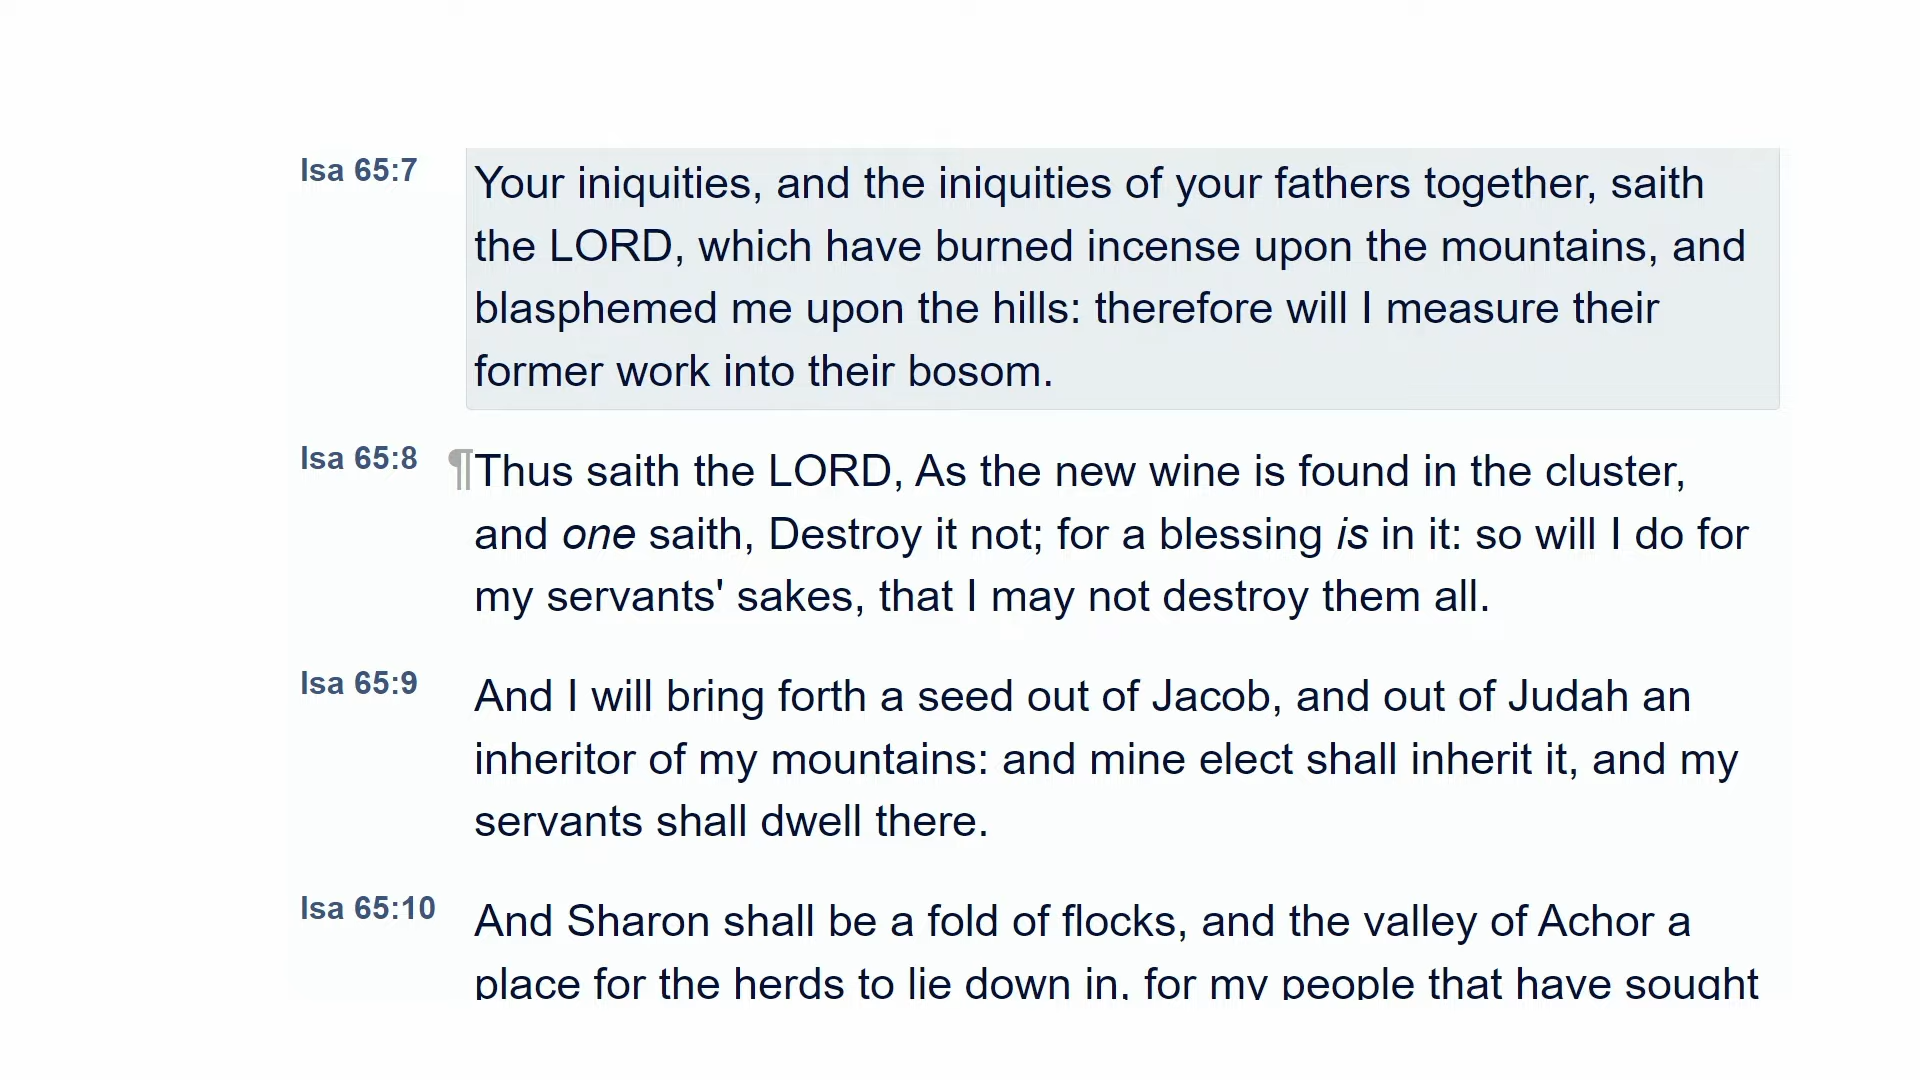 Isa 65:7
Your iniquities, and the iniquities of your fathers together, saith
the LORD, which have burned incense upon the mountains, and
blasphemed me upon the hills: therefore will I measure their
former work into their bosom.
Isa 65:8
¶Thus saith the LORD, As the new wine is found in the cluster,
and one saith, Destroy it not; for a blessing is in it: so will I do for
my servants' sakes, that I may not destroy them all.
Isa 65:9
And I will bring forth a seed out of Jacob, and out of Judah an
inheritor of my mountains: and mine elect shall inherit it, and my
servants shall dwell there.
Isa 65:10
And Sharon shall be a fold of flocks, and the valley of Achor a
place for the herds to lie down in, for my people that have sought